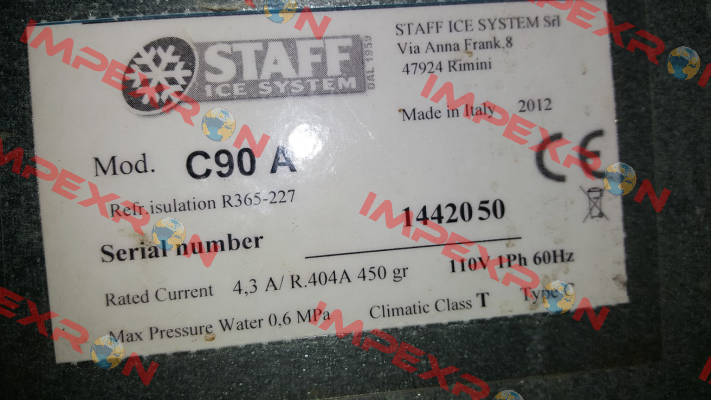 STAFF
ICE SYSTEM
DAL 1959
STAFF ICE SYSTEM Srl
Via Anna Frank,8
47924 Rimini
Made in Italy 2012
CE
Mod. C90 A
Refr.isulation R365-227
Serial number 1442050
Rated Current 4,3 A/ R.404A 450 gr 110V 1Ph 60Hz
Max Pressure Water 0,6 MPa Climatic Class T Type C
IMPEXRON